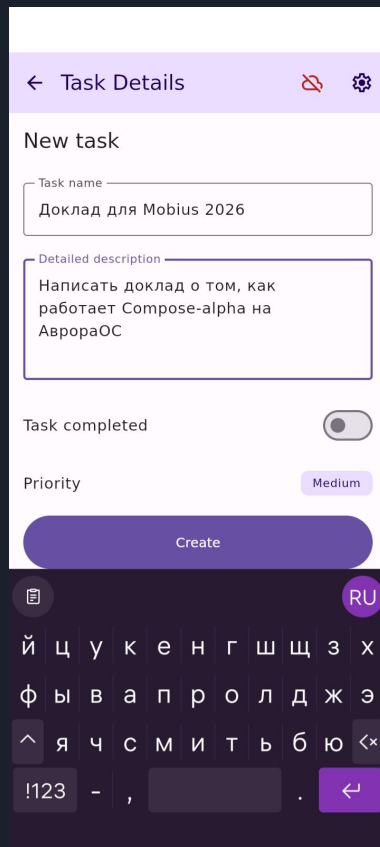 Task Details
New task
Task name
Доклад для Mobius 2026
Detailed description
Написать доклад о том, как
работает Compose-alpha на
АврораОС
Task completed
Priority
Medium
Create
RU
й ц у к е н г ш щ з х
ф ы в а п р о л д ж э
я ч с м и т ь б ю
!123 - , .